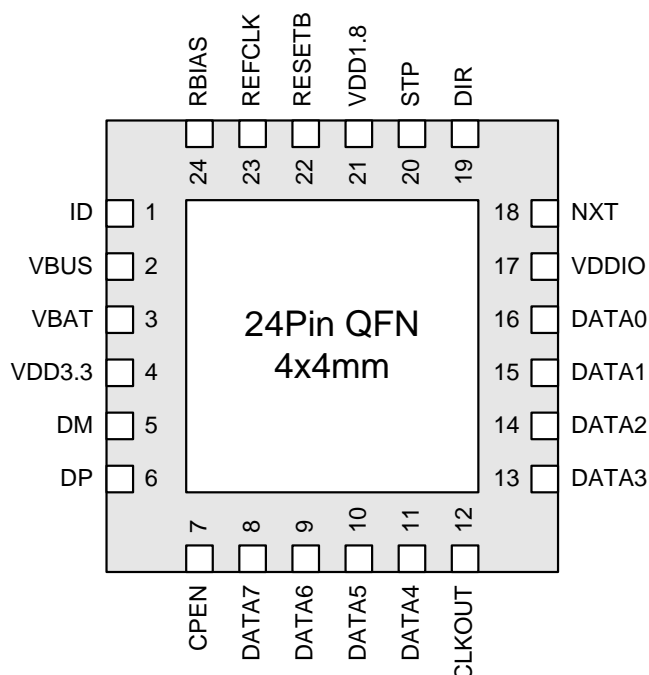 RBIAS
REFCLK
RESETB
VDD1.8
STP
DIR
24
23
22
21
20
19
ID 1
VBUS 2
VBAT 3
VDD3.3 4
DM 5
DP 6
24Pin QFN
4x4mm
18 NXT
17 VDDIO
16 DATA0
15 DATA1
14 DATA2
13 DATA3
7
8
9
10
11
12
CPEN
DATA7
DATA6
DATA5
DATA4
CLKOUT